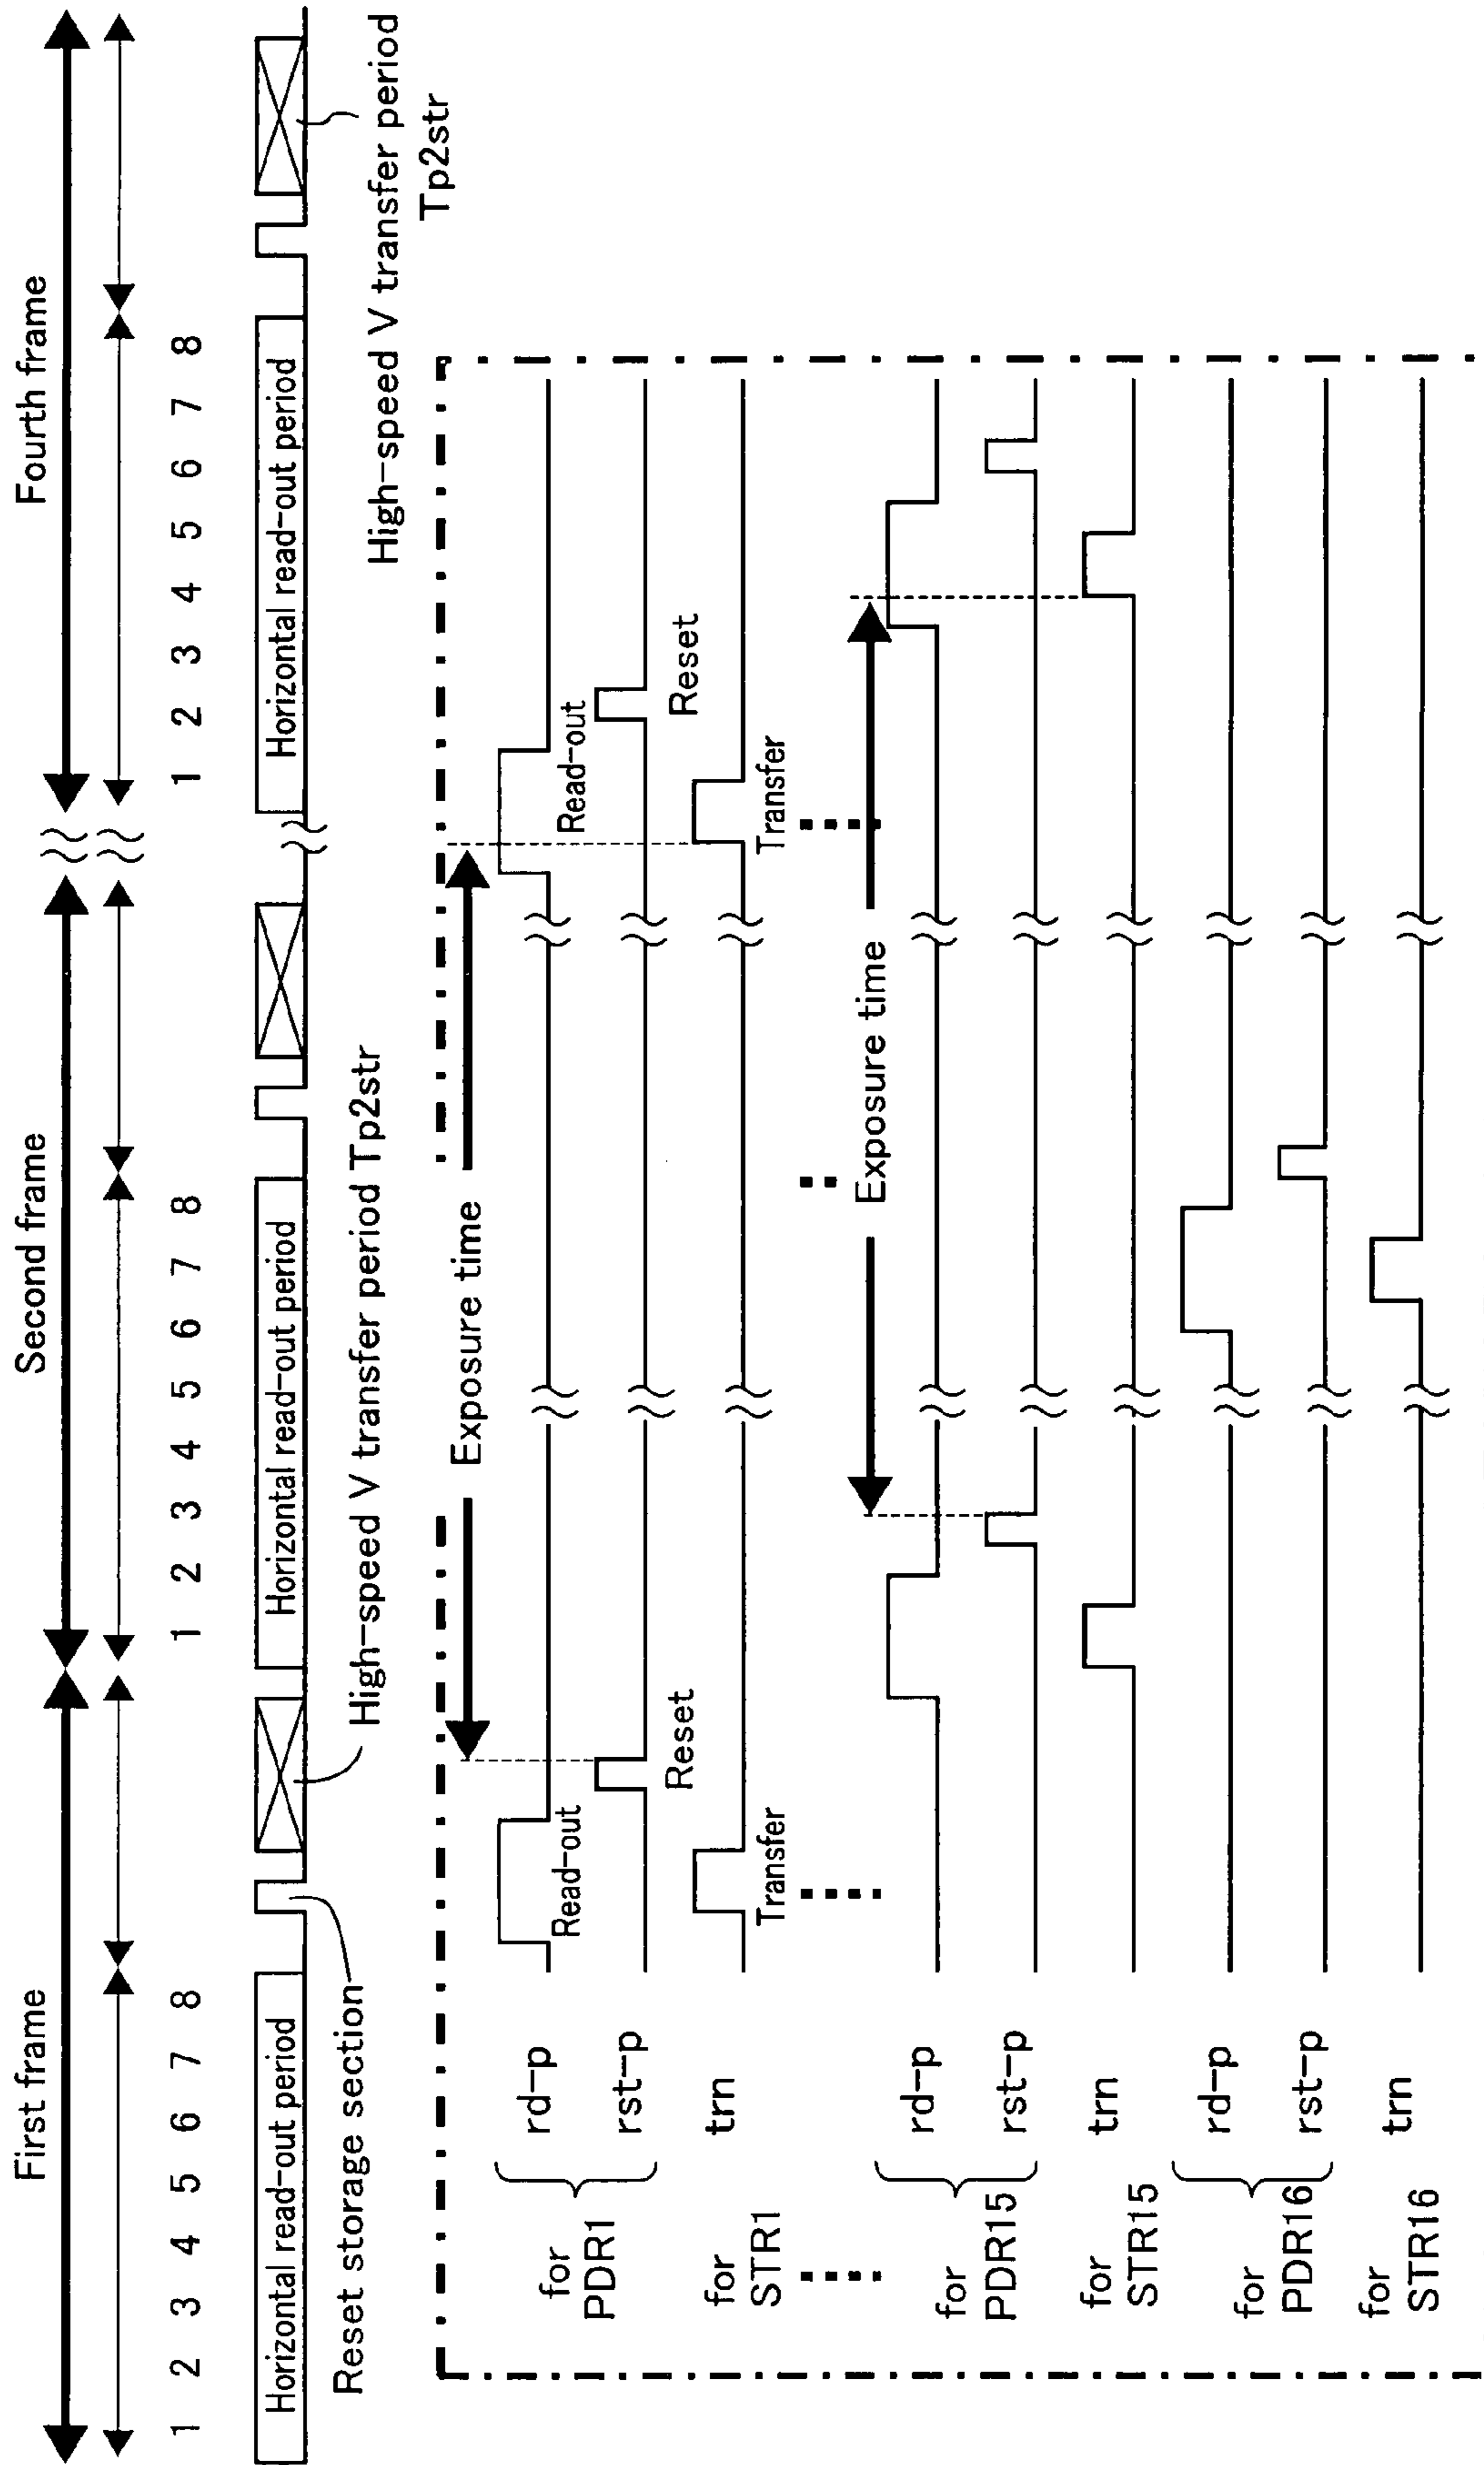 First frame
Second frame
Fourth frame
1 2 3 4 5 6 7 8
1 2 3 4 5 6 7 8
1 2 3 4 5 6 7 8
Horizontal read-out period
Horizontal read-out period
Horizontal read-out period
Reset storage section
High-speed V transfer period Tp2str
High-speed V transfer period
Tp2str
Exposure time
for
PDR1
rd-p
Read-out
Read-out
rst-p
Reset
Reset
for
STR1
trn
Transfer
Transfer
Exposure time
for
PDR15
rd-p
rst-p
for
STR15
trn
for
PDR16
rd-p
rst-p
for
STR16
trn